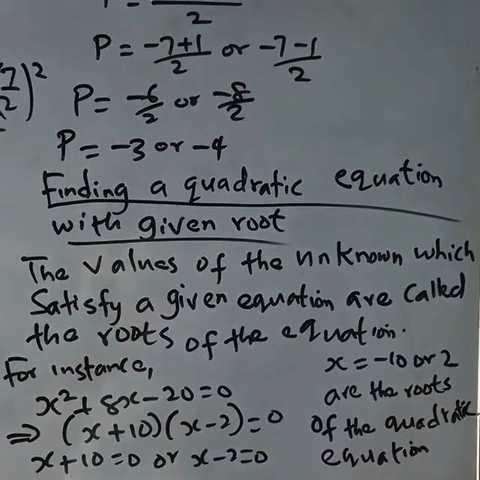 2
P = -7+1/2 or -7-1/2
P = -6/2 or -8/2
P = -3 or -4
Finding a quadratic equation
with given root
The values of the unknown which
Satisfy a given equation are called
the roots of the equation.
For instance,
x² + 8x - 20 = 0
⇒ (x+10)(x-2) = 0
x+10 = 0 or x-2 = 0
x = -10 or 2
are the roots
of the quadratic
equation